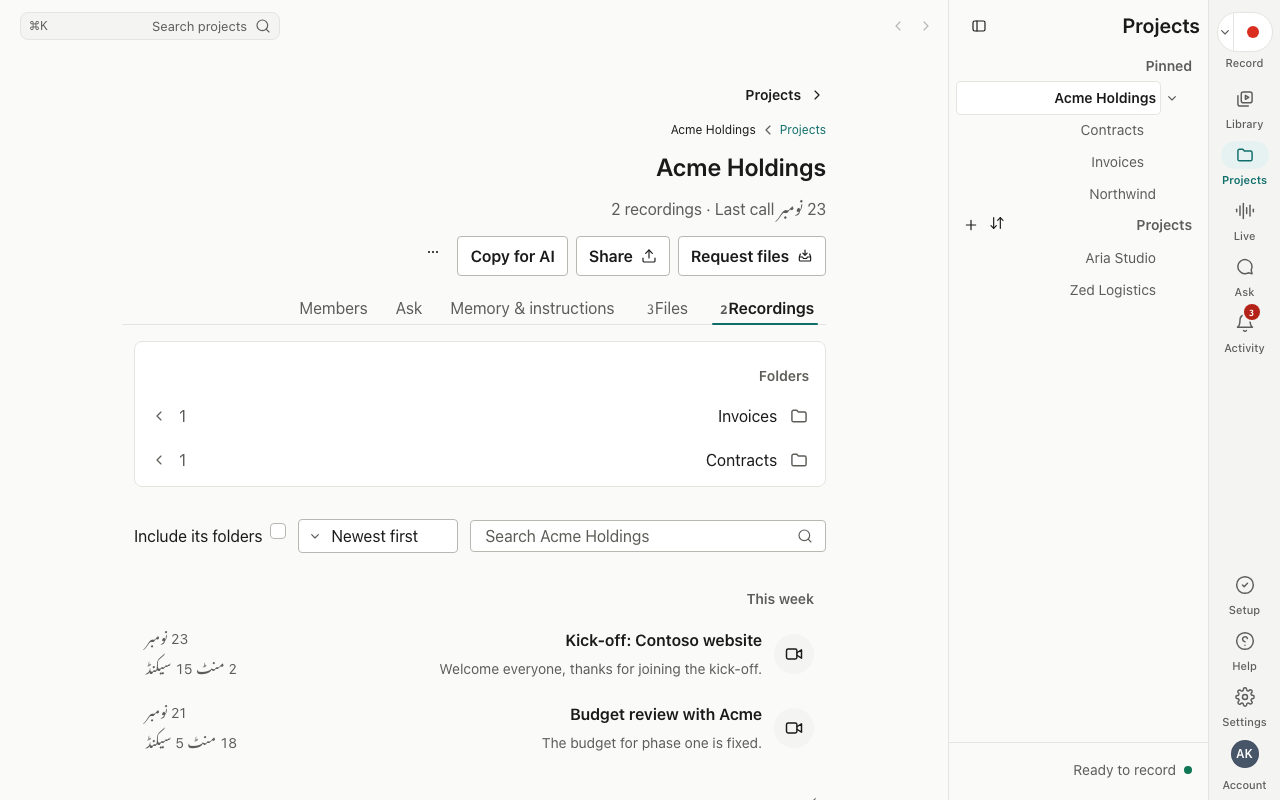 Record
Library
Projects
Live
Ask
3
Activity
Setup
Help
Settings
AK
Account
Projects
Pinned
Acme Holdings
Contracts
Invoices
Northwind
Projects
Aria Studio
Zed Logistics
Ready to record
Search projects
⌘K
Projects
Projects
Acme Holdings
Acme Holdings
2 recordings · Last call 23 نومبر
Request files
Share
Copy for AI
...
2Recordings
3Files
Memory & instructions
Ask
Members
Folders
Invoices 1
Contracts 1
Search Acme Holdings
Newest first
Include its folders
This week
Kick-off: Contoso website
Welcome everyone, thanks for joining the kick-off.
23 نومبر
2 منٹ 15 سیکنڈ
Budget review with Acme
The budget for phase one is fixed.
21 نومبر
18 منٹ 5 سیکنڈ